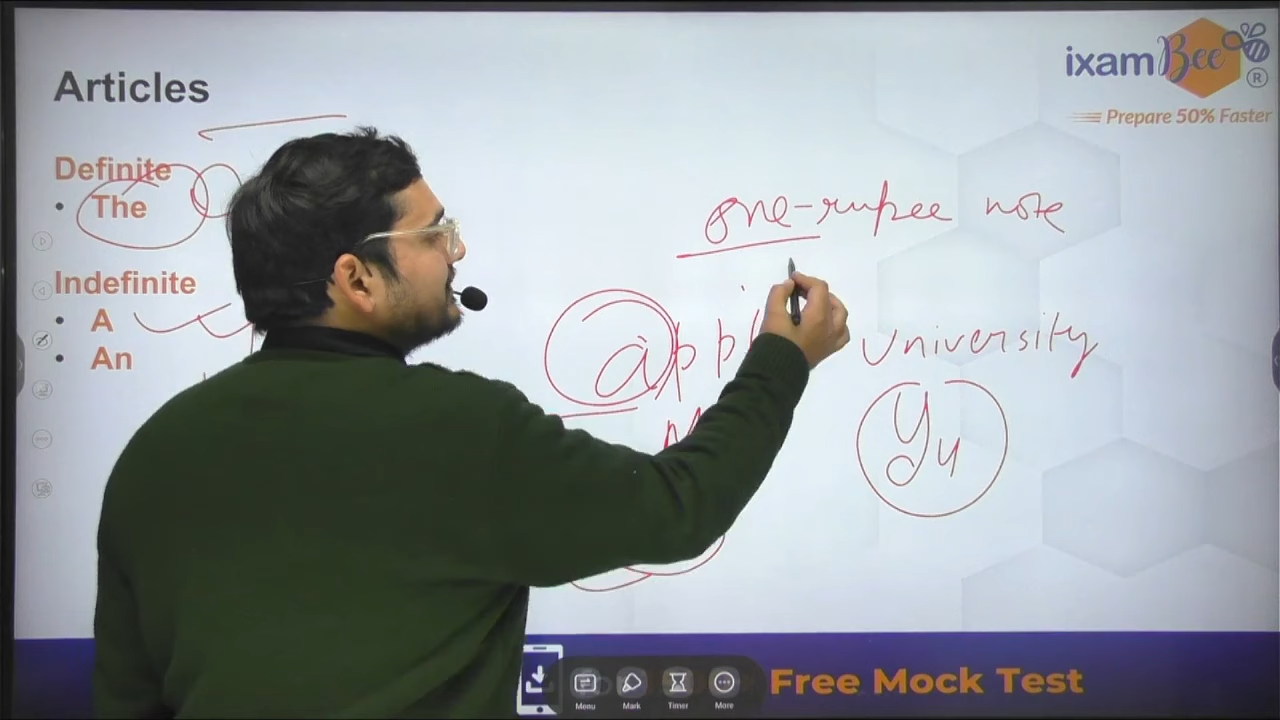 Articles
ixamBee
®
Prepare 50% Faster
Definite
• The
Indefinite
• A
• An
one-rupee note
University
Yu
Free Mock Test
Menu
Mark
Timer
More